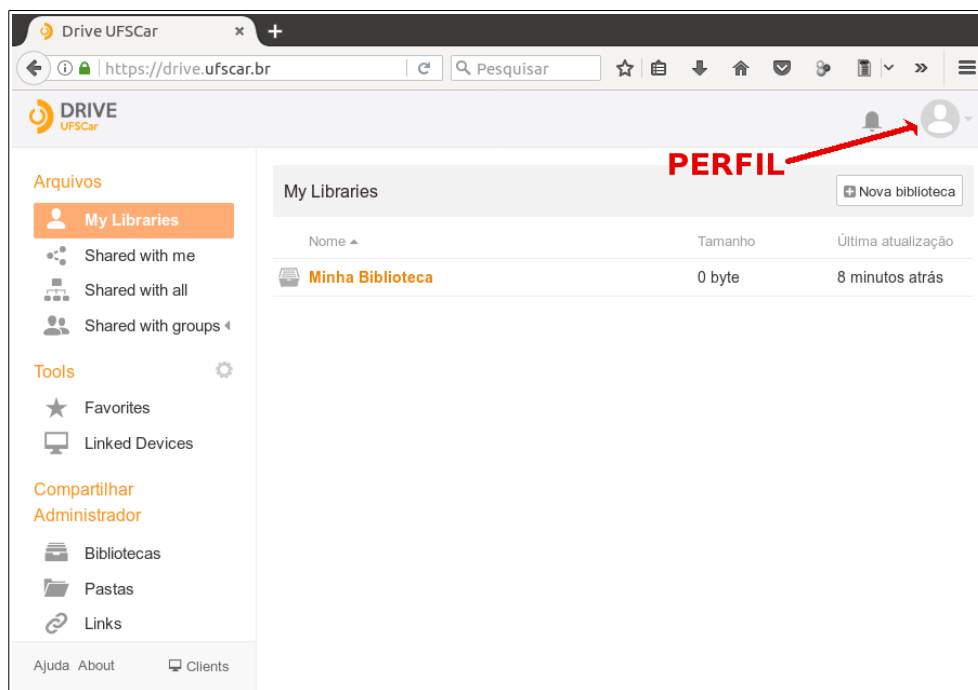 Drive UFSCar
https://drive.ufscar.br
Pesquisar
DRIVE
UFSCar
PERFIL
Arquivos
My Libraries
Shared with me
Shared with all
Shared with groups
Tools
Favorites
Linked Devices
Compartilhar
Administrador
Bibliotecas
Pastas
Links
Ajuda About Clients
My Libraries Nova biblioteca
Nome Tamanho Última atualização
Minha Biblioteca 0 byte 8 minutos atrás